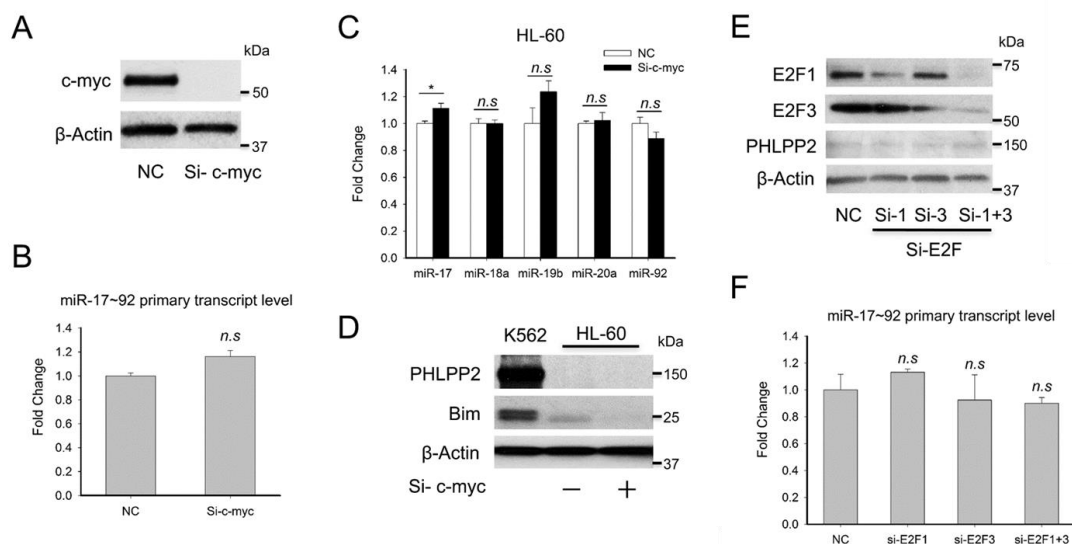 A
kDa
c-myc
50
β-Actin
37
NC Si- c-myc
B
miR-17~92 primary transcript level
1.4
1.2
1.0
0.8
0.6
0.4
0.2
0.0
Fold Change
n.s
NC Si-c-myc
C
HL-60
NC
Si-c-myc
1.4
1.2
1.0
0.8
0.6
0.4
0.2
0.0
Fold Change
* n.s n.s n.s n.s
miR-17 miR-18a miR-19b miR-20a miR-92
D
K562 HL-60 kDa
PHLPP2 150
Bim 25
β-Actin
37
Si- c-myc — +
E
75
E2F1
E2F3
50
PHLPP2 150
β-Actin
37
NC Si-1 Si-3 Si-1+3
Si-E2F
F
miR-17~92 primary transcript level
1.4
1.2
1.0
0.8
0.6
0.4
0.2
0.0
Fold Change
n.s n.s n.s
NC si-E2F1 si-E2F3 si-E2F1+3